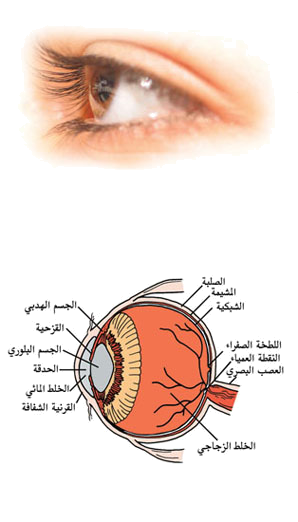 الصلبة
المشيمة
الشبكية
اللطخة الصفراء
النقطة العمياء
العصب البصري
الخلط الزجاجي
الجسم الهدبي
القزحية
الجسم البلوري
الحدقة
الخلط المائي
القرنية الشفافة